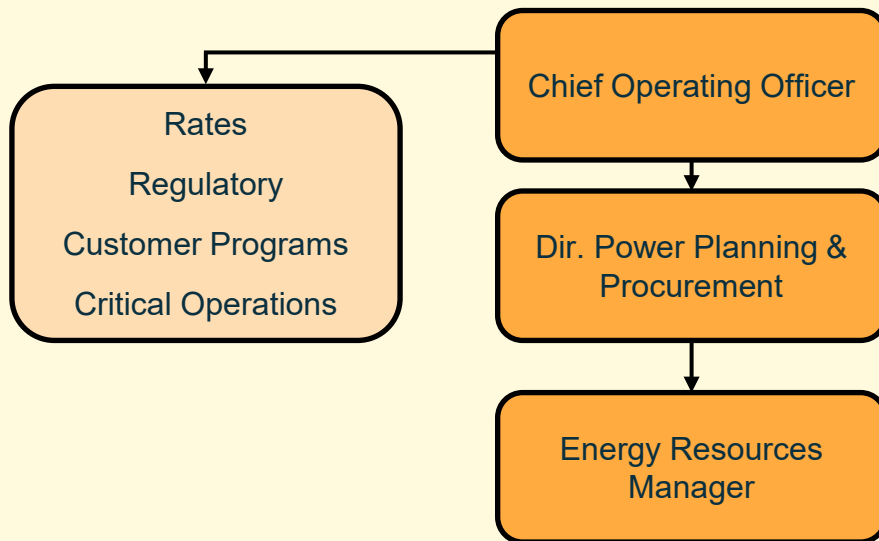 Chief Operating Officer
Rates
Regulatory
Customer Programs
Critical Operations
Dir. Power Planning &
Procurement
Energy Resources
Manager